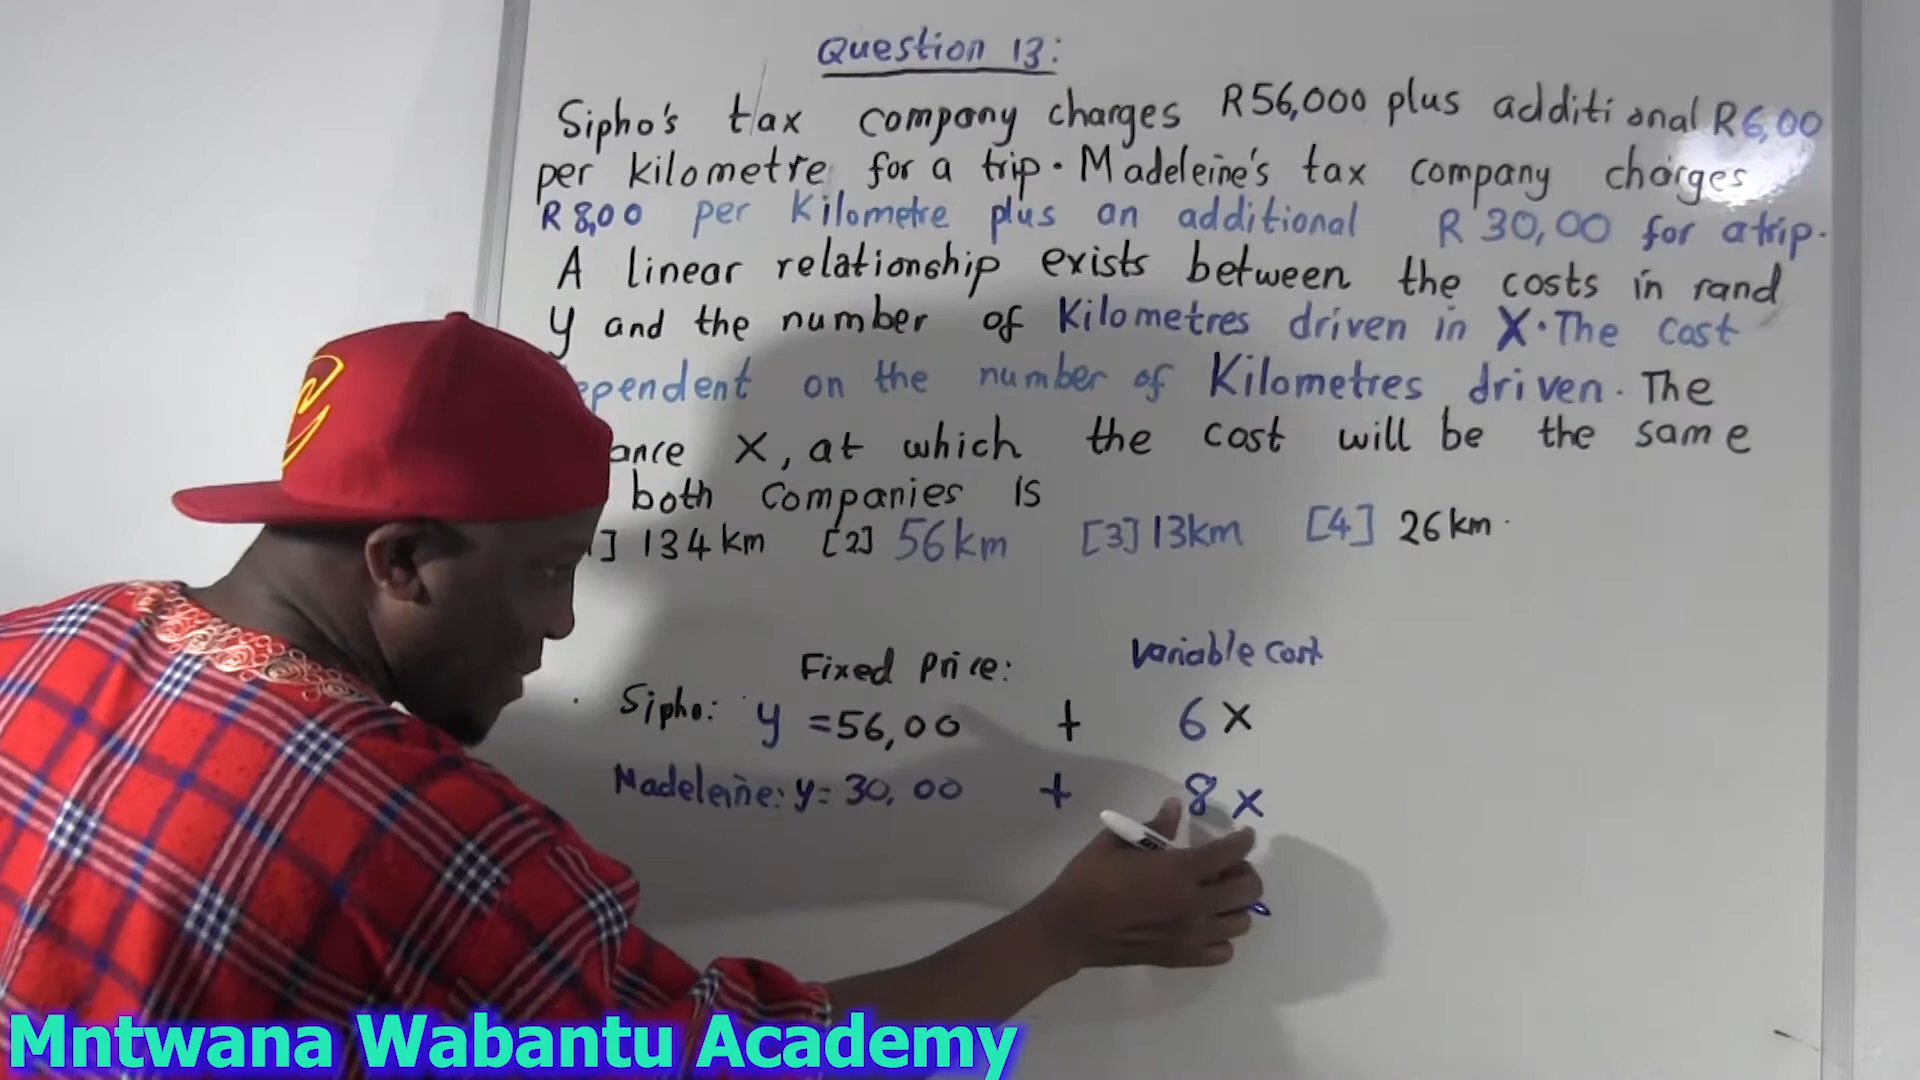 Question 13:
Sipho's tax company charges R56,000 plus additional R6,00
per kilometre for a trip. Madeleine's tax company charges
R 8,00 per Kilometre plus an additional R 30,00 for a trip.
A linear relationship exists between the costs in rand
y and the number of Kilometres driven in X. The cost
ependent on the number of Kilometres driven. The
ance X, at which the cost will be the same
both companies is
1] 134 km [2] 56 km [3] 13km [4] 26 km.
Fixed Price: Variable cost
Sipho: y = 56,00 + 6 x
Madeleine: y = 30,00 + 8 x
Mntwana Wabantu Academy